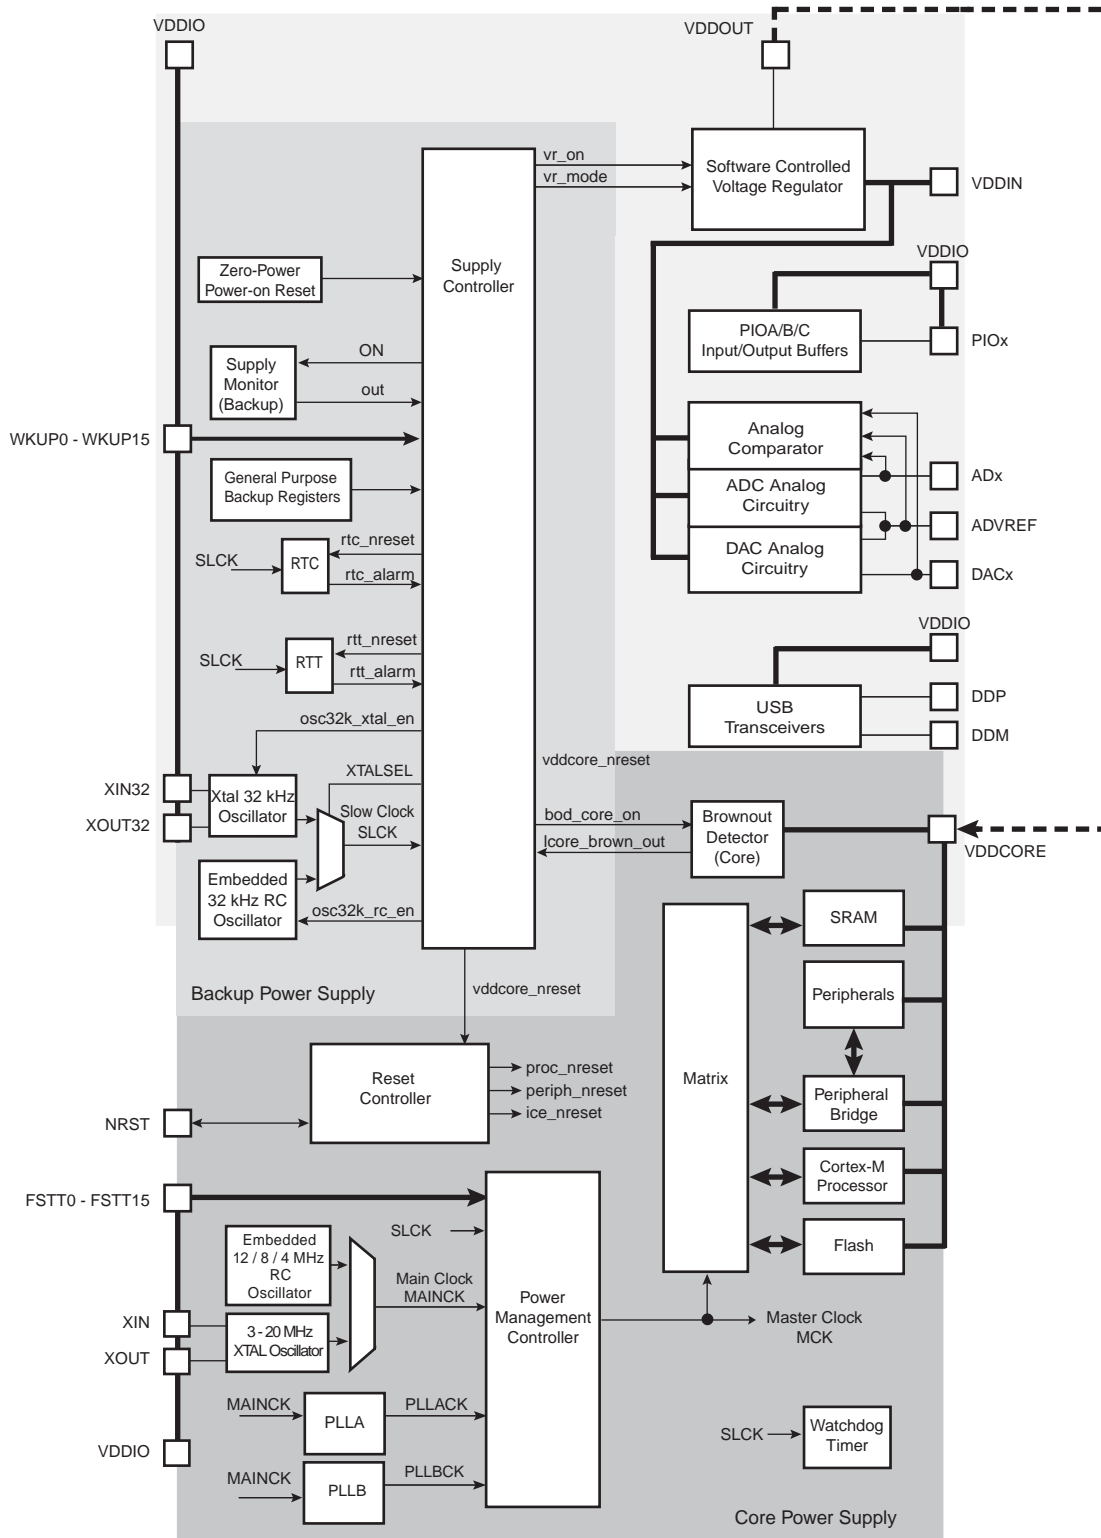 VDDIO
VDDOUT
vr_on
vr_mode
Software Controlled
Voltage Regulator
VDDIN
Supply
Controller
Zero-Power
Power-on Reset
VDDIO
PIOA/B/C
Input/Output Buffers
PIOx
Supply
Monitor
(Backup)
ON
out
WKUP0 - WKUP15
Analog
Comparator
General Purpose
Backup Registers
ADC Analog
Circuitry
ADx
ADVREF
DAC Analog
Circuitry
DACx
SLCK
RTC
rtc_nreset
rtc_alarm
VDDIO
SLCK
RTT
rtt_nreset
rtt_alarm
USB
Transceivers
DDP
DDM
osc32k_xtal_en
vddcore_nreset
XTALSEL
XIN32
XOUT32
Xtal 32 kHz
Oscillator
Slow Clock
SLCK
bod_core_on
lcore_brown_out
Brownout
Detector
(Core)
VDDCORE
Embedded
32 kHz RC
Oscillator
osc32k_rc_en
SRAM
Backup Power Supply
vddcore_nreset
Peripherals
Reset
Controller
proc_nreset
periph_nreset
ice_nreset
Matrix
Peripheral
Bridge
NRST
Cortex-M
Processor
FSTT0 - FSTT15
SLCK
Flash
Embedded
12 / 8 / 4 MHz
RC
Oscillator
Main Clock
MAINCK
Power
Management
Controller
XIN
XOUT
3 - 20 MHz
XTAL Oscillator
Master Clock
MCK
MAINCK
PLLA
PLLACK
VDDIO
SLCK
Watchdog
Timer
MAINCK
PLLB
PLLBCK
Core Power Supply